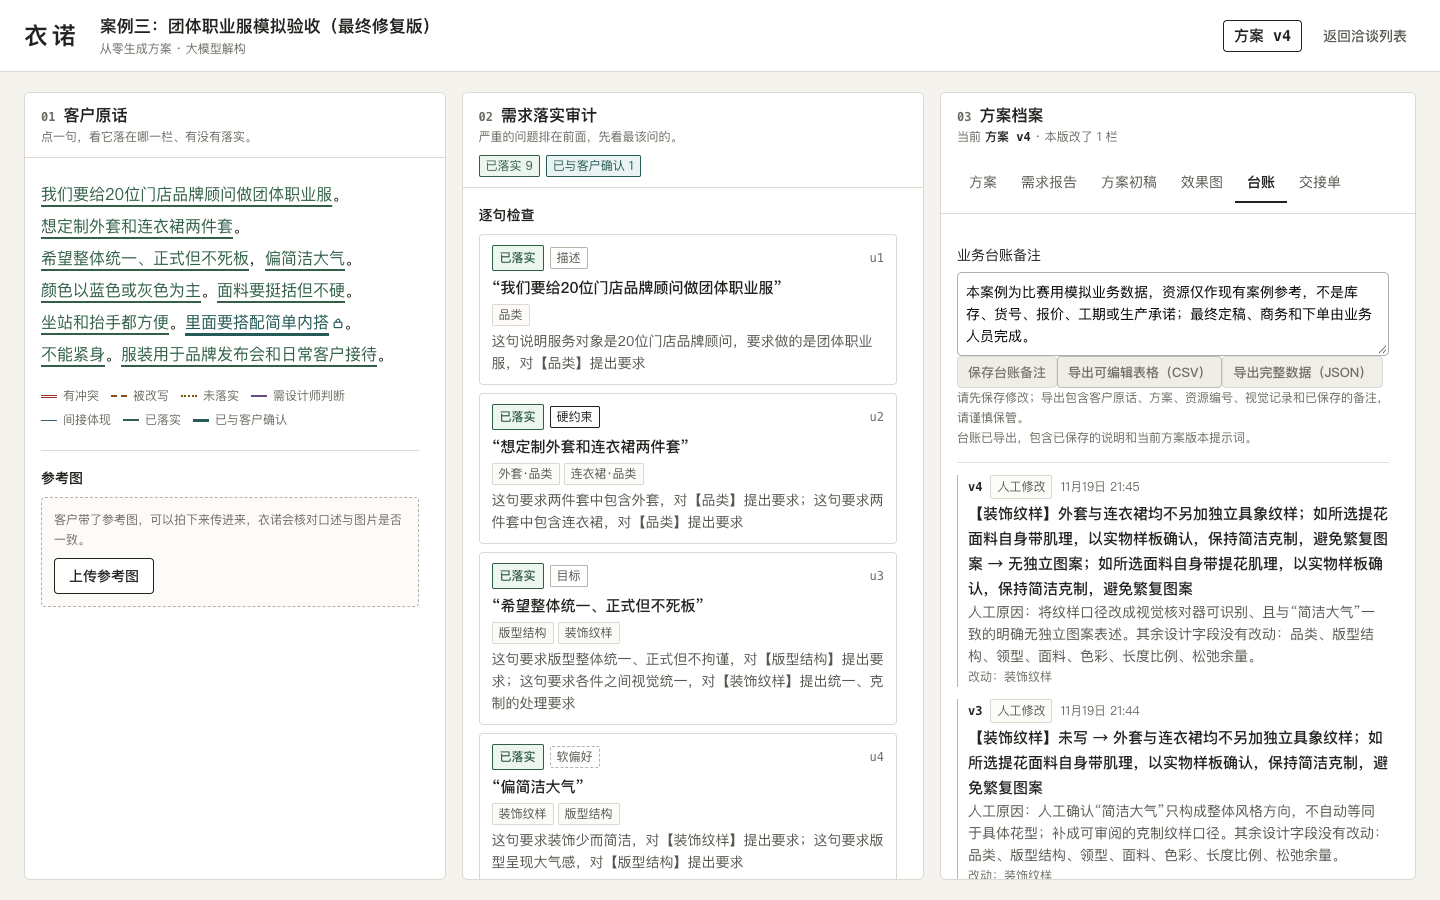 衣诺
案例三：团体职业服模拟验收（最终修复版）
从零生成方案 · 大模型解构
方案 v4
返回洽谈列表
01 客户原话
点一句，看它落在哪一栏、有没有落实。
我们要给20位门店品牌顾问做团体职业服。
想定制外套和连衣裙两件套。
希望整体统一、正式但不死板，偏简洁大气。
颜色以蓝色或灰色为主。面料要挺括但不硬。
坐站和抬手都方便。里面要搭配简单内搭。
不能紧身。服装用于品牌发布会和日常客户接待。
有冲突 被改写 未落实 需设计师判断
间接体现 已落实 已与客户确认
参考图
客户带了参考图，可以拍下来传进来，衣诺会核对口述与图片是否
一致。
上传参考图
02 需求落实审计
严重的问题排在前面，先看最该问的。
已落实 9 已与客户确认 1
逐句检查
已落实 描述 u1
“我们要给20位门店品牌顾问做团体职业服”
品类
这句说明服务对象是20位门店品牌顾问，要求做的是团体职业
服，对【品类】提出要求
已落实 硬约束 u2
“想定制外套和连衣裙两件套”
外套·品类 连衣裙·品类
这句要求两件套中包含外套，对【品类】提出要求；这句要求两
件套中包含连衣裙，对【品类】提出要求
已落实 目标 u3
“希望整体统一、正式但不死板”
版型结构 装饰纹样
这句要求版型整体统一、正式但不拘谨，对【版型结构】提出要
求；这句要求各件之间视觉统一，对【装饰纹样】提出统一、克
制的处理要求
已落实 软偏好 u4
“偏简洁大气”
装饰纹样 版型结构
这句要求装饰少而简洁，对【装饰纹样】提出要求；这句要求版
型呈现大气感，对【版型结构】提出要求
03 方案档案
当前 方案 v4 · 本版改了 1 栏
方案 需求报告 方案初稿 效果图 台账 交接单
业务台账备注
本案例为比赛用模拟业务数据，资源仅作现有案例参考，不是库
存、货号、报价、工期或生产承诺；最终定稿、商务和下单由业务
人员完成。
保存台账备注 导出可编辑表格（CSV） 导出完整数据（JSON）
请先保存修改；导出包含客户原话、方案、资源编号、视觉记录和已保存的备注，
请谨慎保管。
台账已导出，包含已保存的说明和当前方案版本提示词。
v4 人工修改 11月19日 21:45
【装饰纹样】外套与连衣裙均不另加独立具象纹样；如所选提花
面料自身带肌理，以实物样板确认，保持简洁克制，避免繁复图
案 → 无独立图案；如所选面料自身带提花肌理，以实物样板确
认，保持简洁克制，避免繁复图案
人工原因：将纹样口径改成视觉核对器可识别、且与“简洁大气”一
致的明确无独立图案表述。其余设计字段没有改动：品类、版型结
构、领型、面料、色彩、长度比例、松弛余量。
改动：装饰纹样
v3 人工修改 11月19日 21:44
【装饰纹样】未写 → 外套与连衣裙均不另加独立具象纹样；如
所选提花面料自身带肌理，以实物样板确认，保持简洁克制，避
免繁复图案
人工原因：人工确认“简洁大气”只构成整体风格方向，不自动等同
于具体花型；补成可审阅的克制纹样口径。其余设计字段没有改动：
品类、版型结构、领型、面料、色彩、长度比例、松弛余量。
改动：装饰纹样